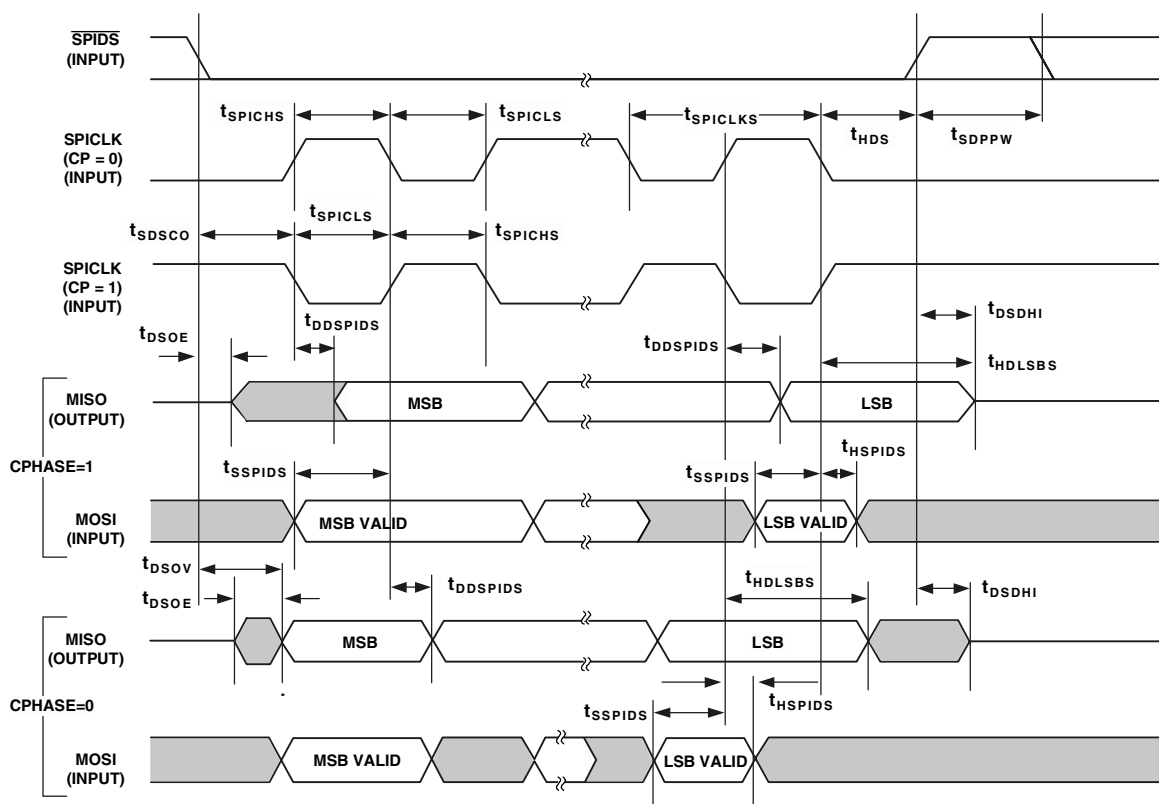 SPIDS
(INPUT)
tSPICHS
tSPICLS
tSPICLKS
tHDS
tSDPPW
SPICLK
(CP = 0)
(INPUT)
tSDSCO
tSPICLS
tSPICHS
SPICLK
(CP = 1)
(INPUT)
tDSOE
tDDSPIDS
tDDSPIDS
tDSDHI
tHDLSBS
CPHASE=1
MISO
(OUTPUT)
MSB
LSB
tSSPIDS
tSSPIDS
tHSPIDS
MOSI
(INPUT)
MSB VALID
LSB VALID
tDSOV
tDSOE
tDDSPIDS
tHDLSBS
tDSDHI
CPHASE=0
MISO
(OUTPUT)
MSB
LSB
tSSPIDS
tHSPIDS
MOSI
(INPUT)
MSB VALID
LSB VALID